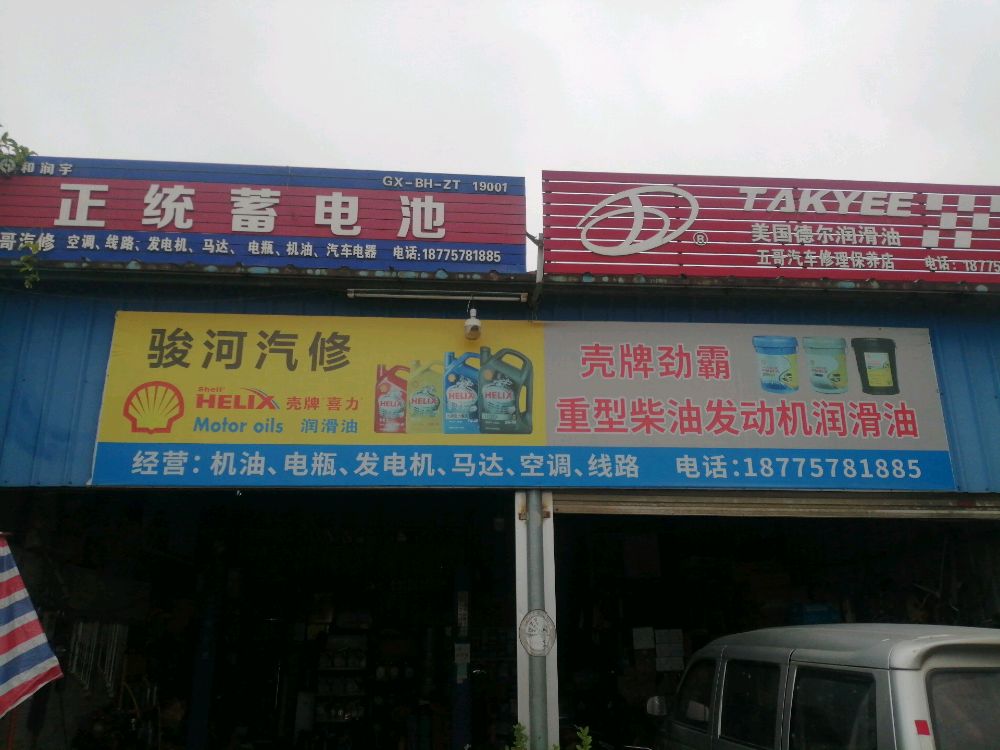 和润宇
GX-BH-ZT 19001
正统蓄电池
哥汽修 空调、线路、发电机、马达、电瓶、机油、汽车电器 电话:18775781885
TAKYEE
®
美国德尔润滑油
五哥汽车修理保养店 电话:18775
骏河汽修
Shell
HELIX 壳牌 喜力
Motor oils 润滑油
HELIX
HELIX
HELIX
HELIX
壳牌劲霸
重型柴油发动机润滑油
经营:机油、电瓶、发电机、马达、空调、线路 电话:18775781885